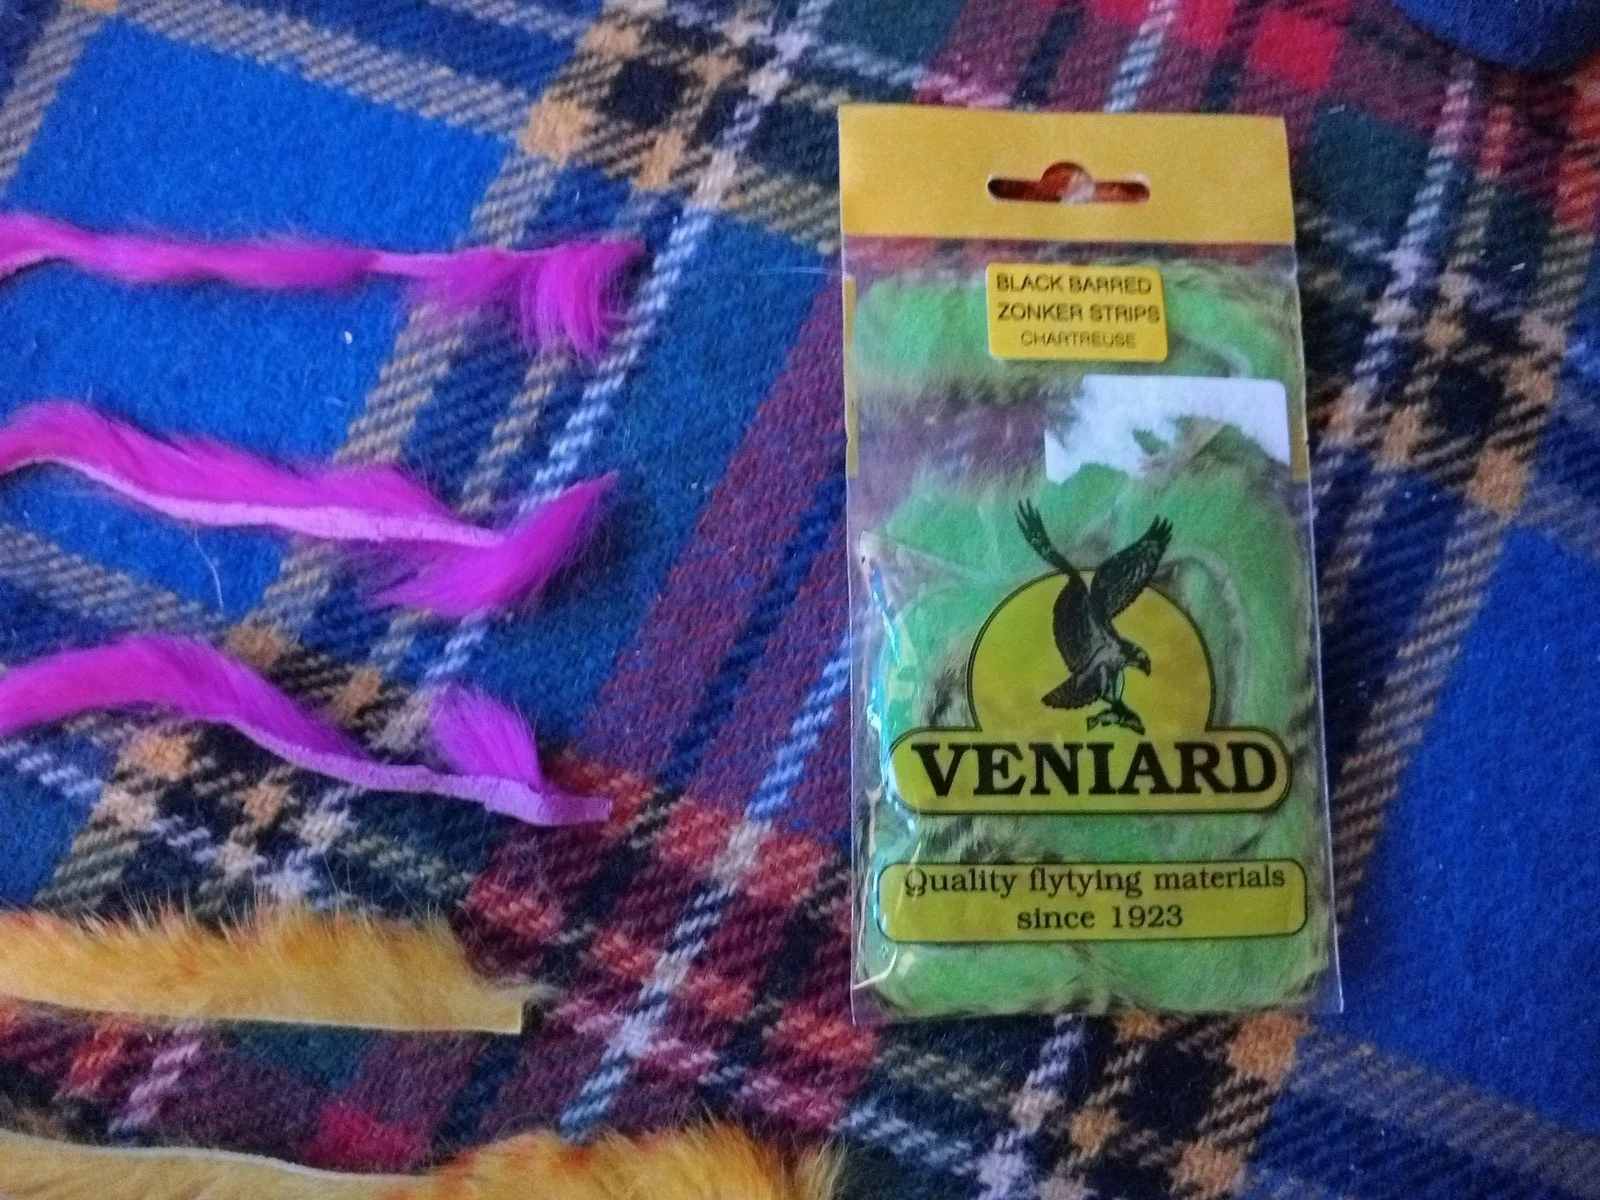 BLACK BARRED
ZONKER STRIPS
CHARTREUSE
VENIARD
Quality flytying materials
since 1923